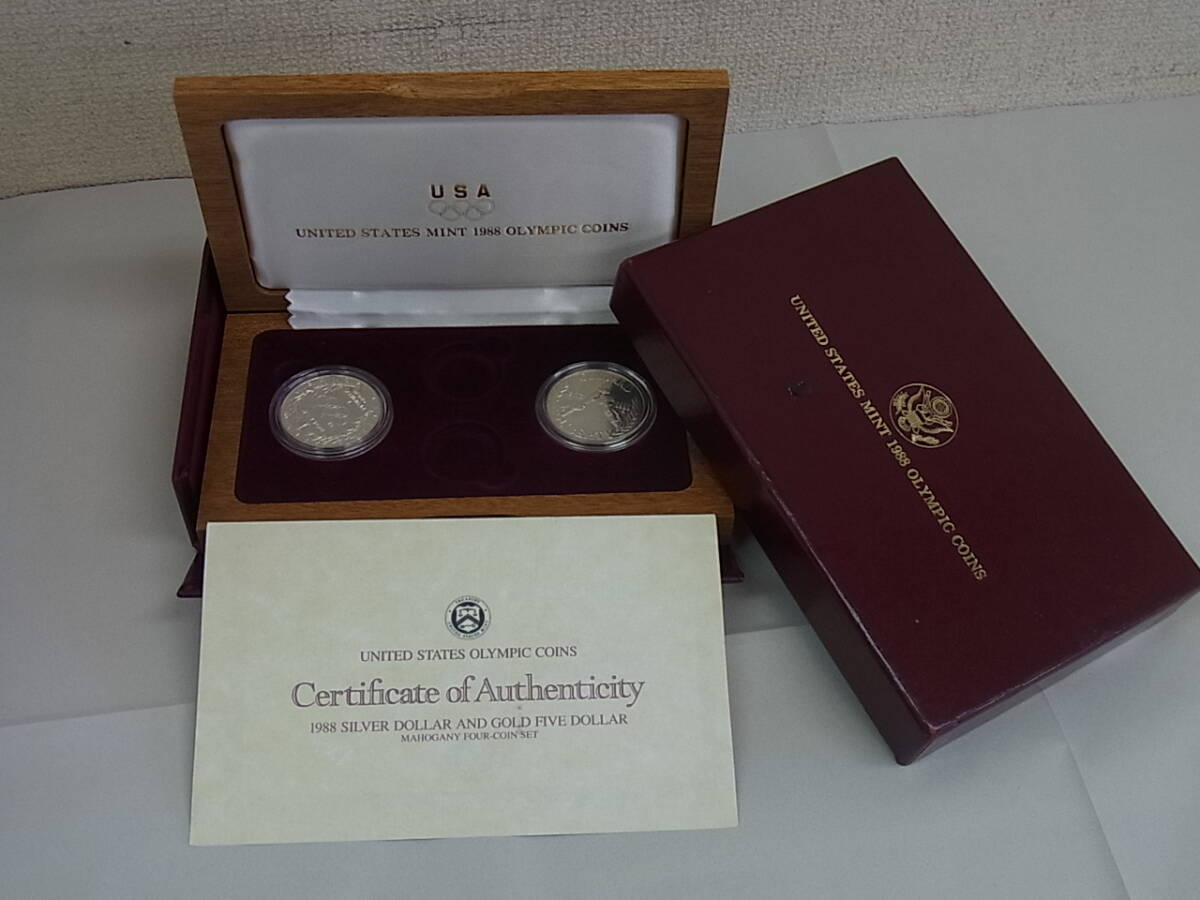 USA
UNITED STATES MINT 1988 OLYMPIC COINS
UNITED STATES MINT 1988 OLYMPIC COINS
UNITED STATES OLYMPIC COINS
Certificate of Authenticity
1988 SILVER DOLLAR AND GOLD FIVE DOLLAR
MAHOGANY FOUR-COIN SET